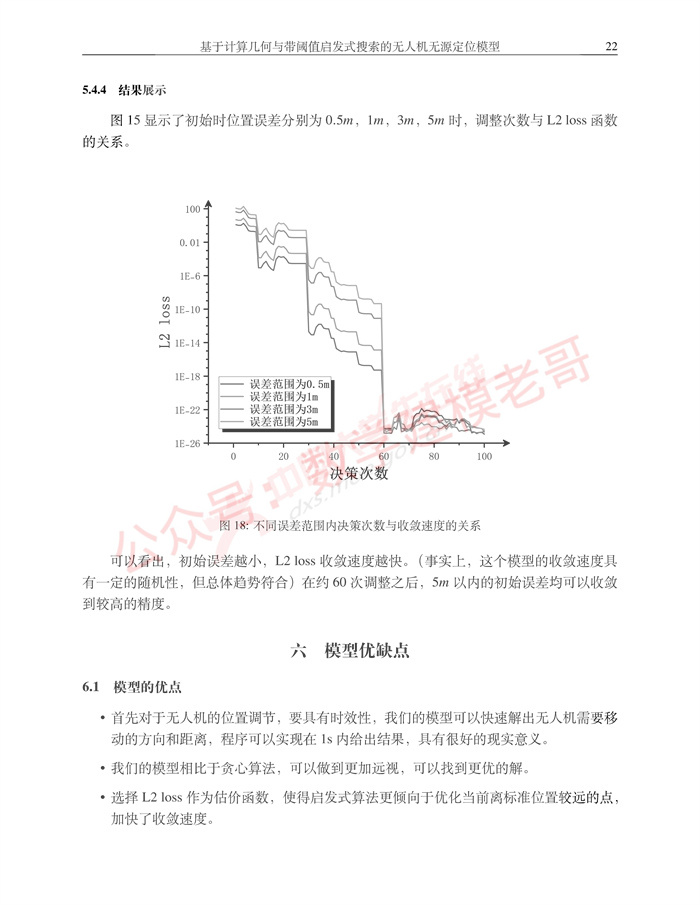 基于计算几何与带阈值启发式搜索的无人机无源定位模型 22
5.4.4 结果展示
图 15 显示了初始时位置误差分别为 0.5m，1m，3m，5m 时，调整次数与 L2 loss 函数
的关系。
100
0.01
1E-6
1E-10
1E-14
1E-18
1E-22
1E-26
L2 loss
误差范围为0.5m
误差范围为1m
误差范围为3m
误差范围为5m
0 20 40 60 80 100
决策次数
公众号：数学建模老哥
图 18: 不同误差范围内决策次数与收敛速度的关系
可以看出，初始误差越小，L2 loss 收敛速度越快。（事实上，这个模型的收敛速度具
有一定的随机性，但总体趋势符合）在约 60 次调整之后，5m 以内的初始误差均可以收敛
到较高的精度。
六 模型优缺点
6.1 模型的优点
• 首先对于无人机的位置调节，要具有时效性，我们的模型可以快速解出无人机需要移
动的方向和距离，程序可以实现在 1s 内给出结果，具有很好的现实意义。
• 我们的模型相比于贪心算法，可以做到更加远视，可以找到更优的解。
• 选择 L2 loss 作为估价函数，使得启发式算法更倾向于优化当前离标准位置较远的点，
加快了收敛速度。